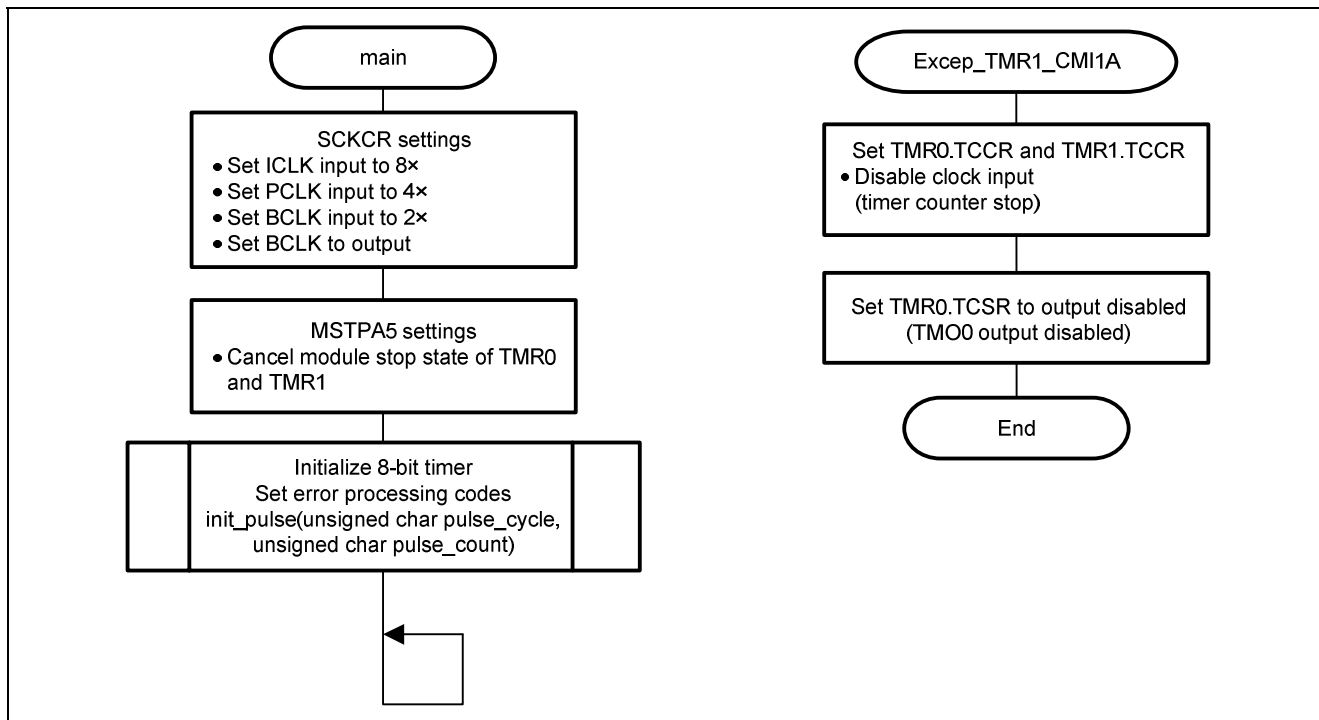 main
SCKCR settings
• Set ICLK input to 8×
• Set PCLK input to 4×
• Set BCLK input to 2×
• Set BCLK to output
MSTPA5 settings
• Cancel module stop state of TMR0
and TMR1
Initialize 8-bit timer
Set error processing codes
init_pulse(unsigned char pulse_cycle,
unsigned char pulse_count)
Excep_TMR1_CMI1A
Set TMR0.TCCR and TMR1.TCCR
• Disable clock input
(timer counter stop)
Set TMR0.TCSR to output disabled
(TMO0 output disabled)
End